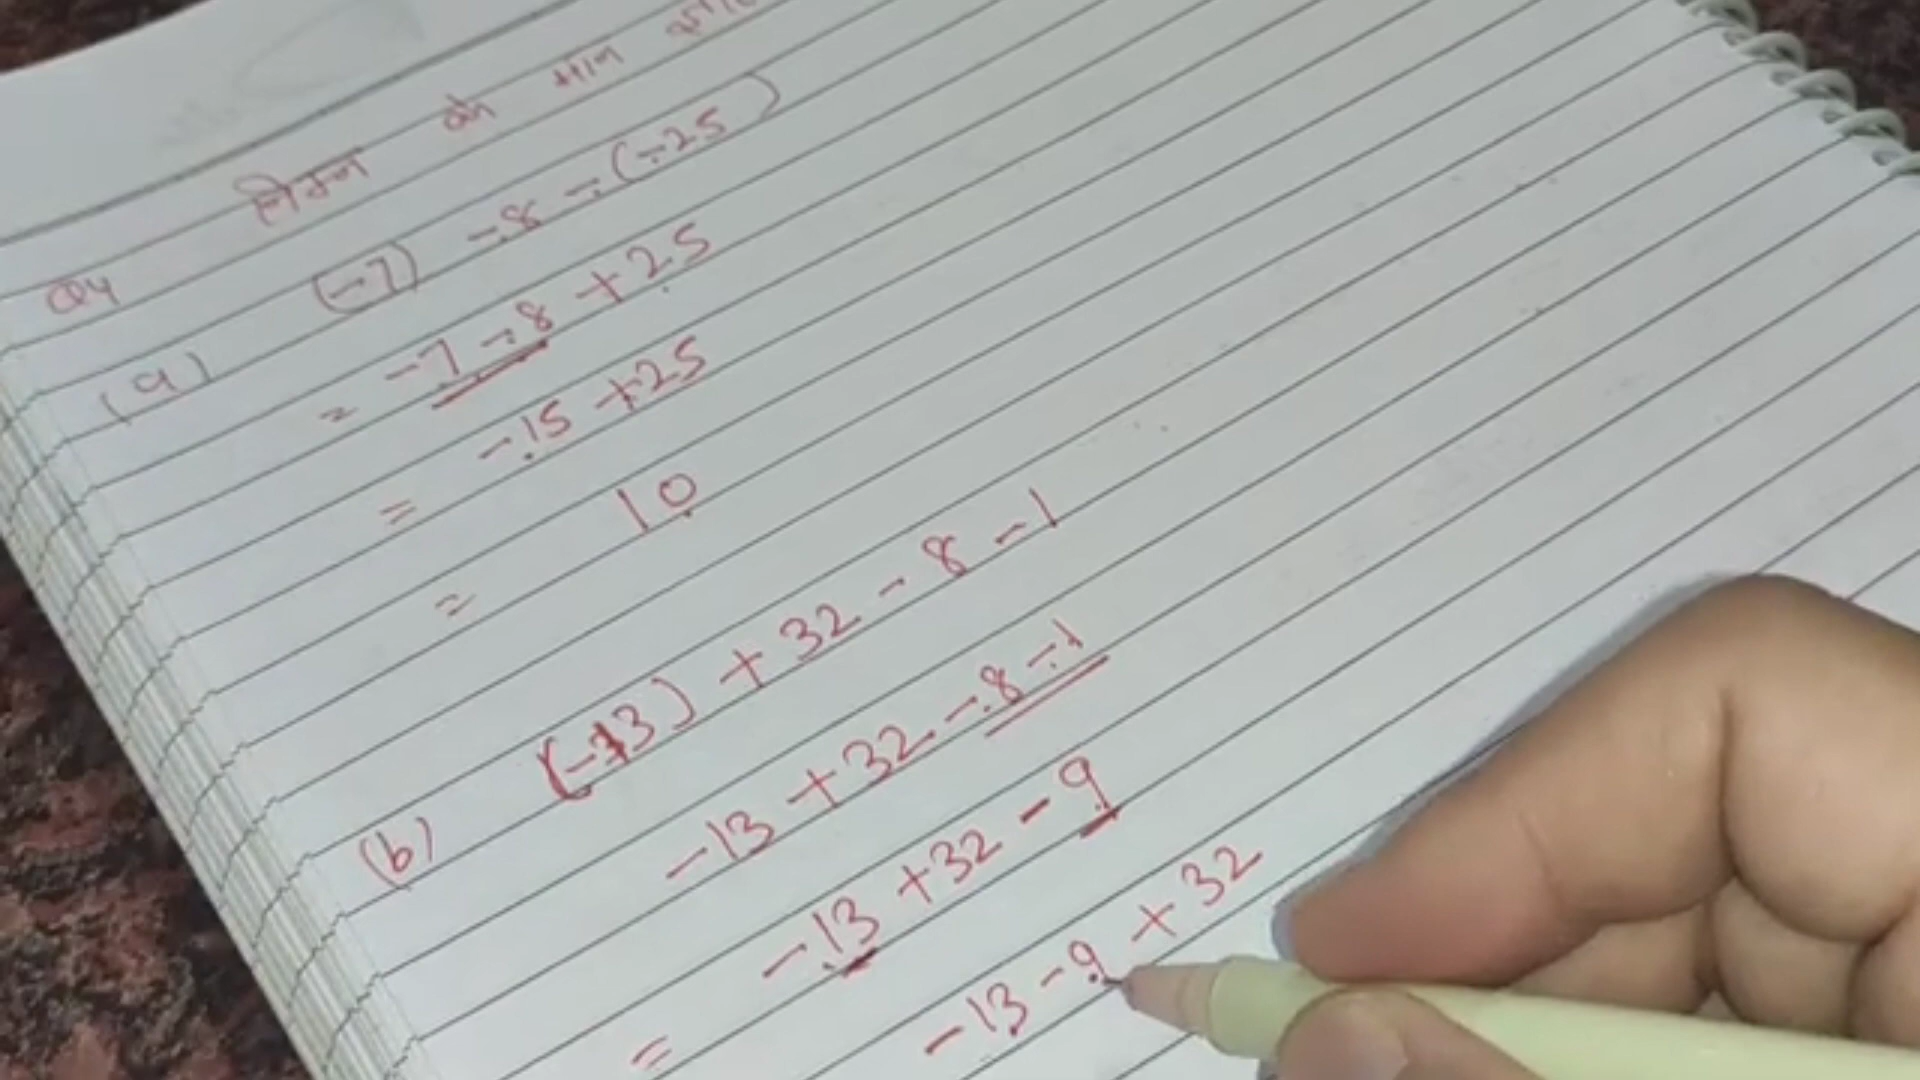 Q4 निम्न का मान
(a) (-7) - 8 - (-25)
= -7 - 8 + 25
= -15 + 25
= 10
(b) (-13) + 32 - 8 - 1
-13 + 32 - 8 - 1
-13 + 32 - 9
= -13 - 9 + 32